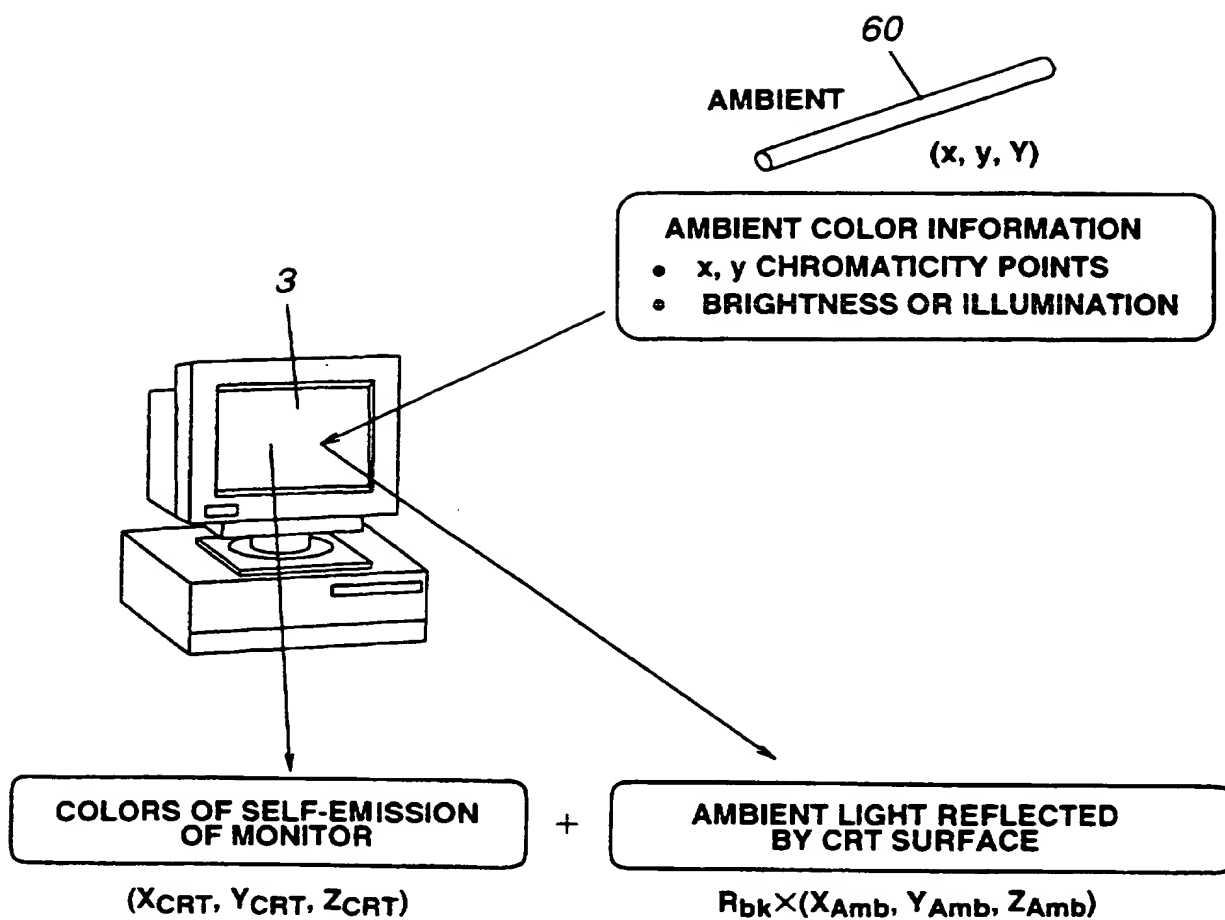 60
AMBIENT
(x, y, Y)
AMBIENT COLOR INFORMATION
• x, y CHROMATICITY POINTS
• BRIGHTNESS OR ILLUMINATION
3
COLORS OF SELF-EMISSION
OF MONITOR
+
AMBIENT LIGHT REFLECTED
BY CRT SURFACE
(XCRT, YCRT, ZCRT)
Rbk×(XAmb, YAmb, ZAmb)